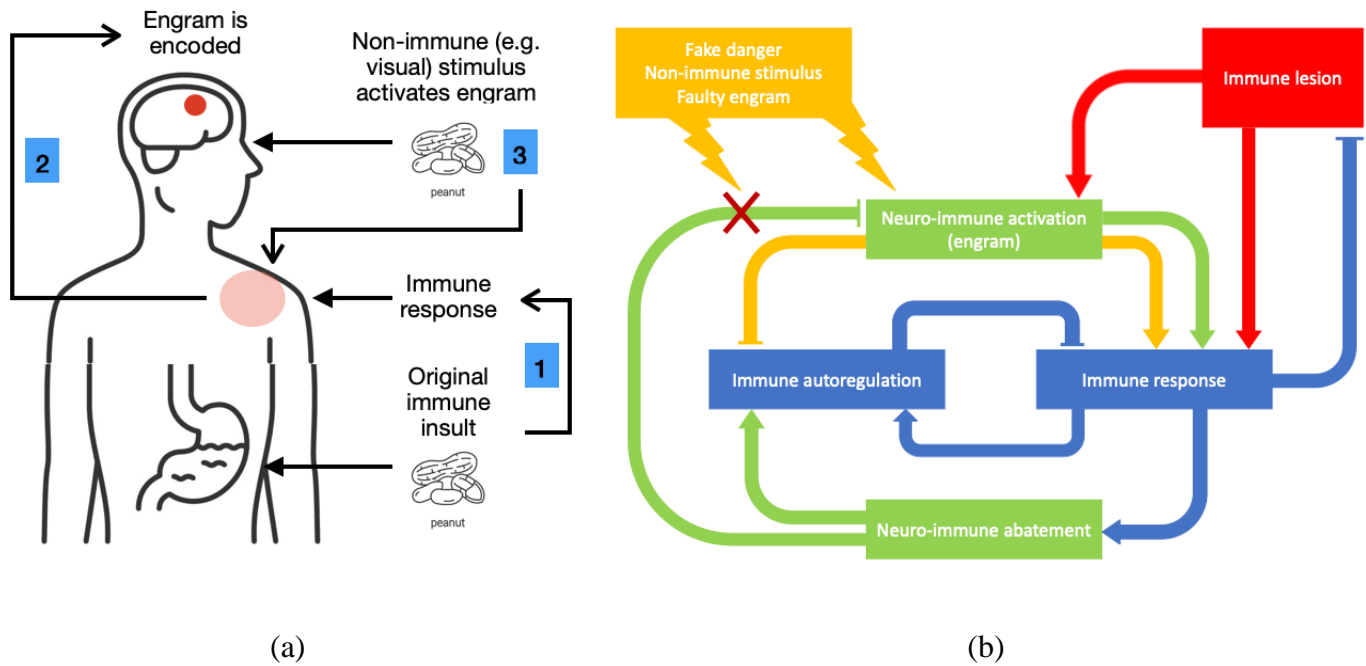 Engram is
encoded
Non-immune (e.g.
visual) stimulus
activates engram
2
3
peanut
Immune
response
1
Original
immune
insult
peanut
(a)
Fake danger
Non-immune stimulus
Faulty engram
Immune lesion
Neuro-immune activation
(engram)
Immune autoregulation
Immune response
Neuro-immune abatement
(b)